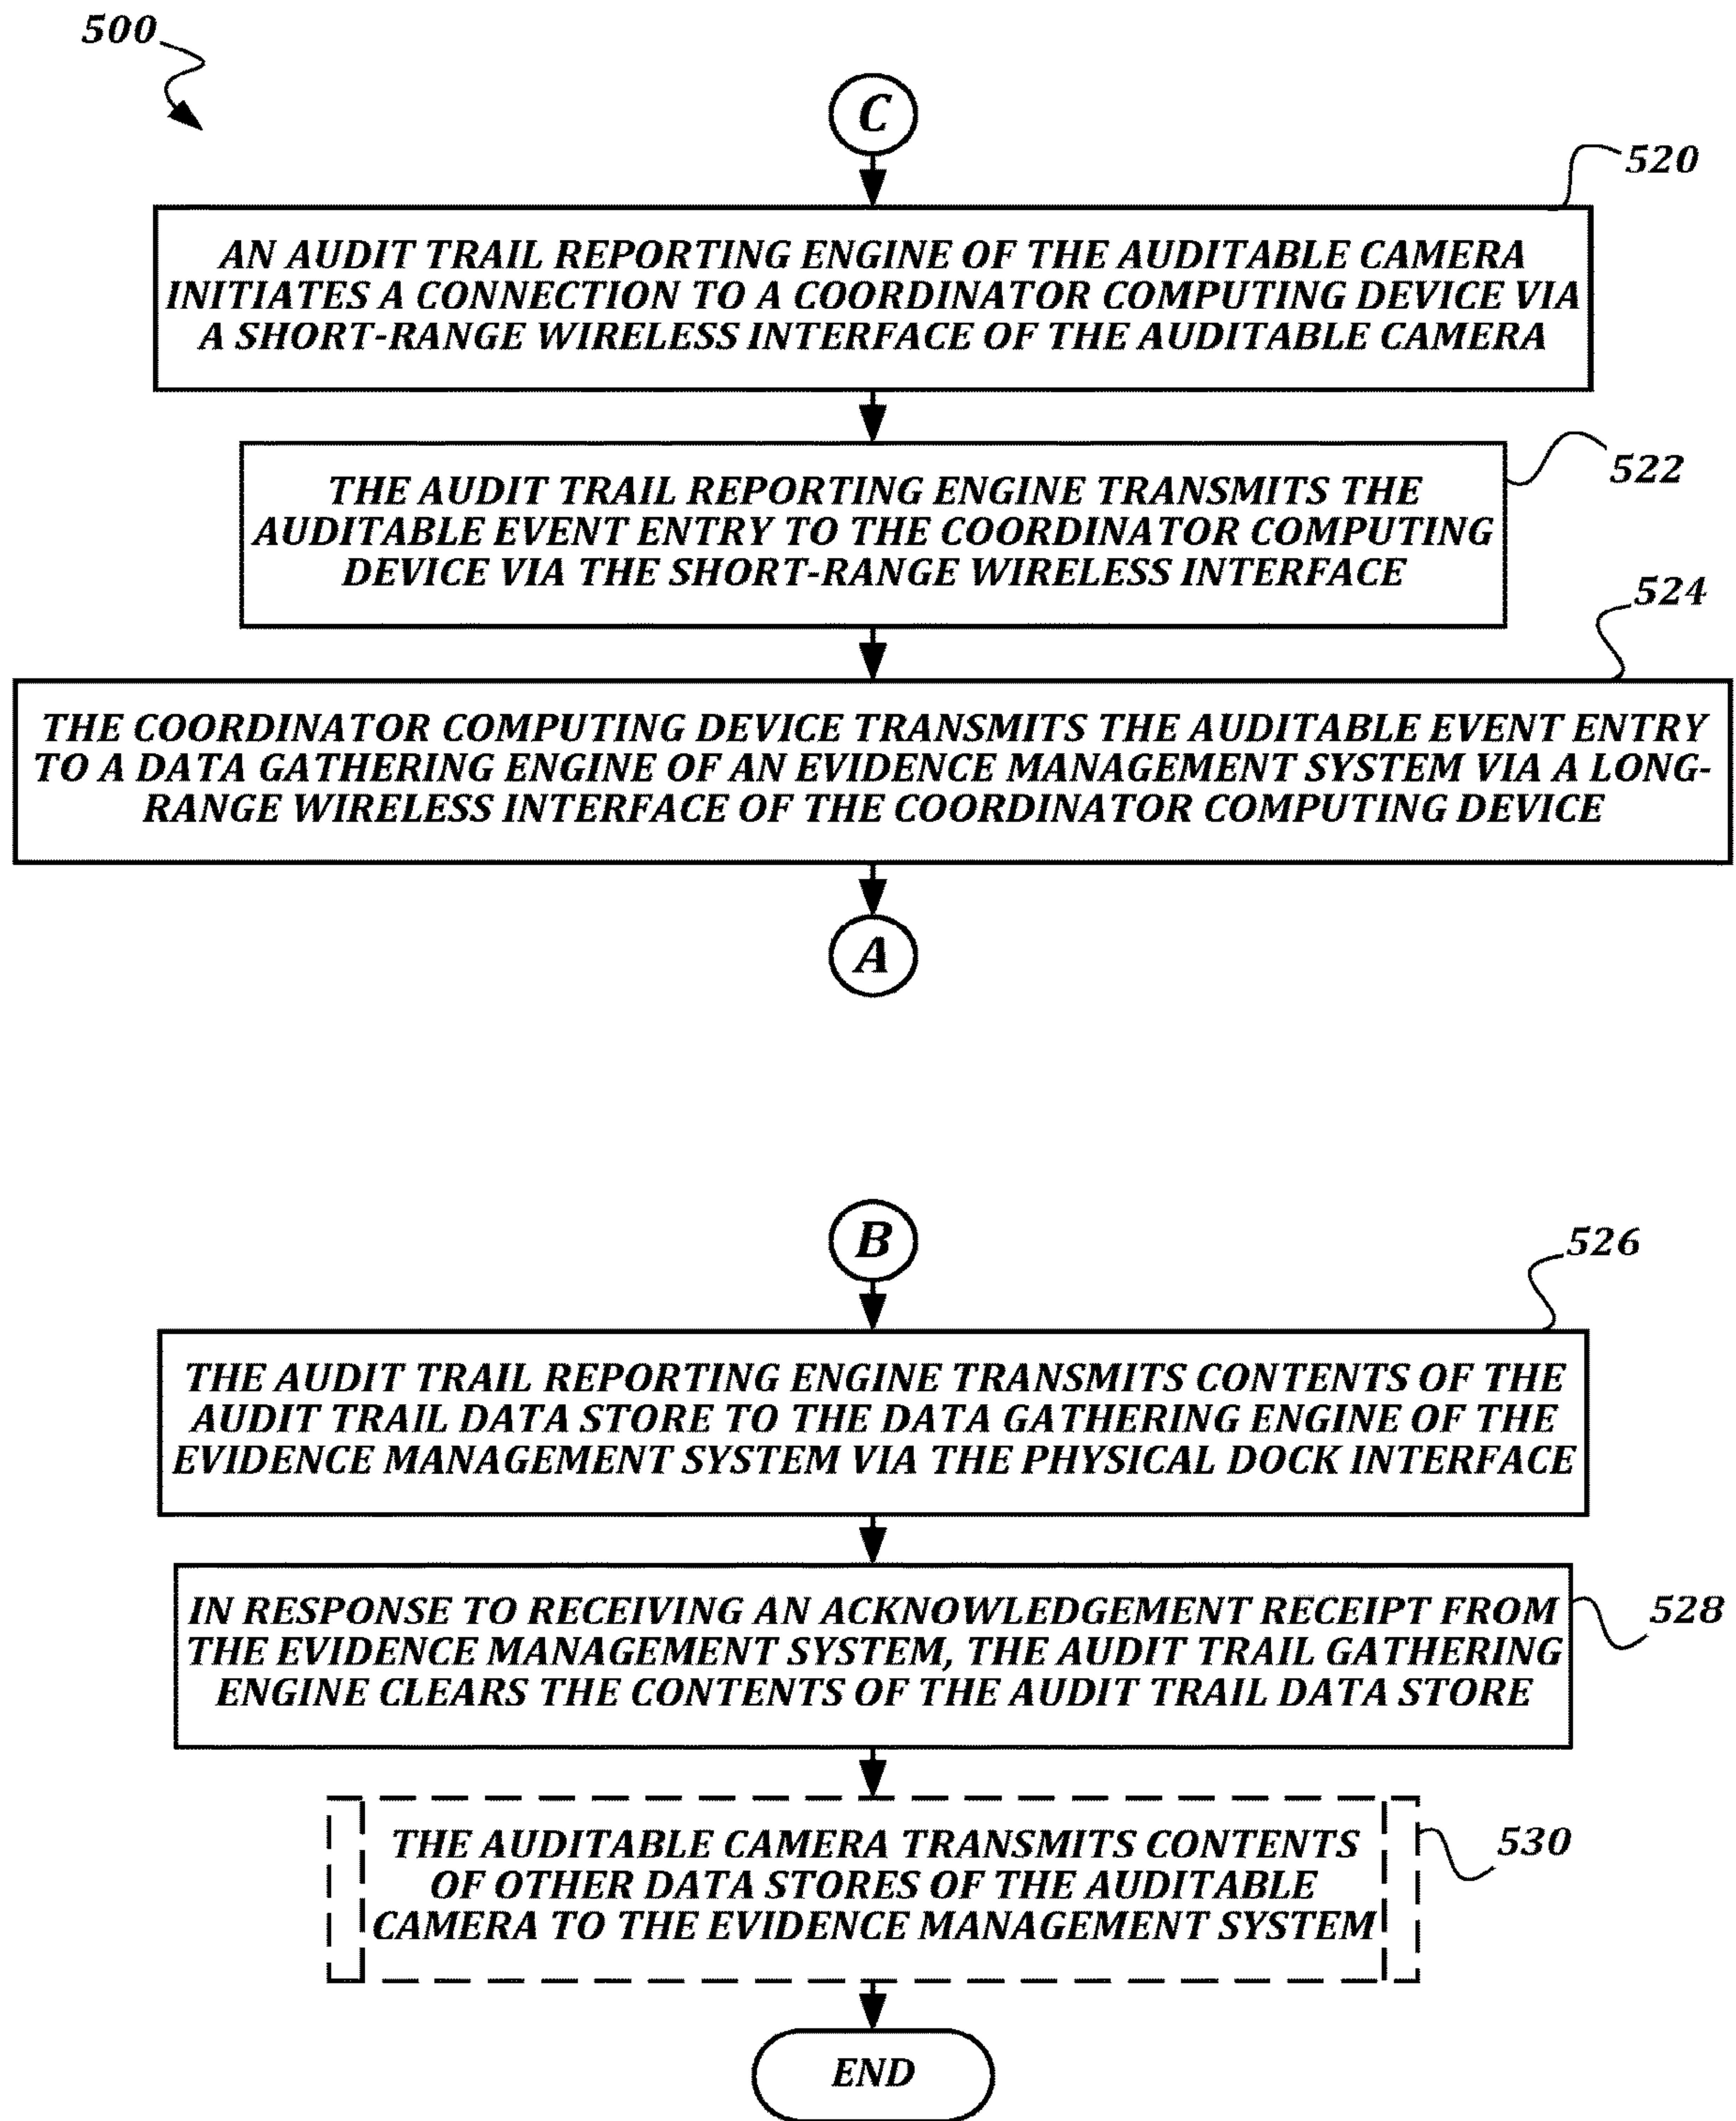 500
C
520
AN AUDIT TRAIL REPORTING ENGINE OF THE AUDITABLE CAMERA
INITIATES A CONNECTION TO A COORDINATOR COMPUTING DEVICE VIA
A SHORT-RANGE WIRELESS INTERFACE OF THE AUDITABLE CAMERA
522
THE AUDIT TRAIL REPORTING ENGINE TRANSMITS THE
AUDITABLE EVENT ENTRY TO THE COORDINATOR COMPUTING
DEVICE VIA THE SHORT-RANGE WIRELESS INTERFACE
524
THE COORDINATOR COMPUTING DEVICE TRANSMITS THE AUDITABLE EVENT ENTRY
TO A DATA GATHERING ENGINE OF AN EVIDENCE MANAGEMENT SYSTEM VIA A LONG-
RANGE WIRELESS INTERFACE OF THE COORDINATOR COMPUTING DEVICE
A
B
526
THE AUDIT TRAIL REPORTING ENGINE TRANSMITS CONTENTS OF THE
AUDIT TRAIL DATA STORE TO THE DATA GATHERING ENGINE OF THE
EVIDENCE MANAGEMENT SYSTEM VIA THE PHYSICAL DOCK INTERFACE
IN RESPONSE TO RECEIVING AN ACKNOWLEDGEMENT RECEIPT FROM
THE EVIDENCE MANAGEMENT SYSTEM, THE AUDIT TRAIL GATHERING
ENGINE CLEARS THE CONTENTS OF THE AUDIT TRAIL DATA STORE
528
THE AUDITABLE CAMERA TRANSMITS CONTENTS
OF OTHER DATA STORES OF THE AUDITABLE
CAMERA TO THE EVIDENCE MANAGEMENT SYSTEM
530
END